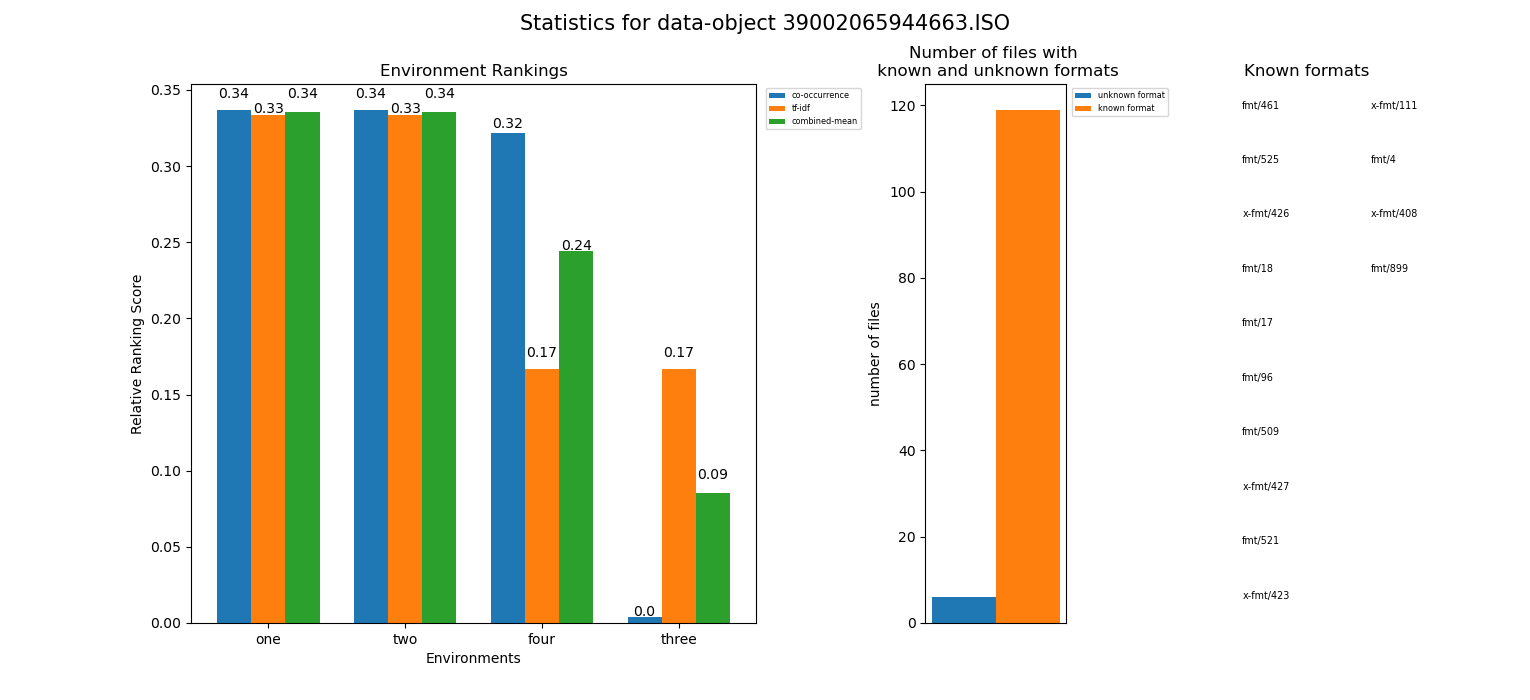 Statistics for data-object 39002065944663.ISO
Environment Rankings
Relative Ranking Score
0.35
0.30
0.25
0.20
0.15
0.10
0.05
0.00
0.34
0.33
0.34
0.34
0.33
0.34
0.32
0.17
0.24
0.0
0.17
0.09
one
two
four
three
Environments
co-occurrence
tf-idf
combined-mean
Number of files with
known and unknown formats
number of files
120
100
80
60
40
20
0
unknown format
known format
Known formats
fmt/461
x-fmt/111
fmt/525
fmt/4
x-fmt/426
x-fmt/408
fmt/18
fmt/899
fmt/17
fmt/96
fmt/509
x-fmt/427
fmt/521
x-fmt/423